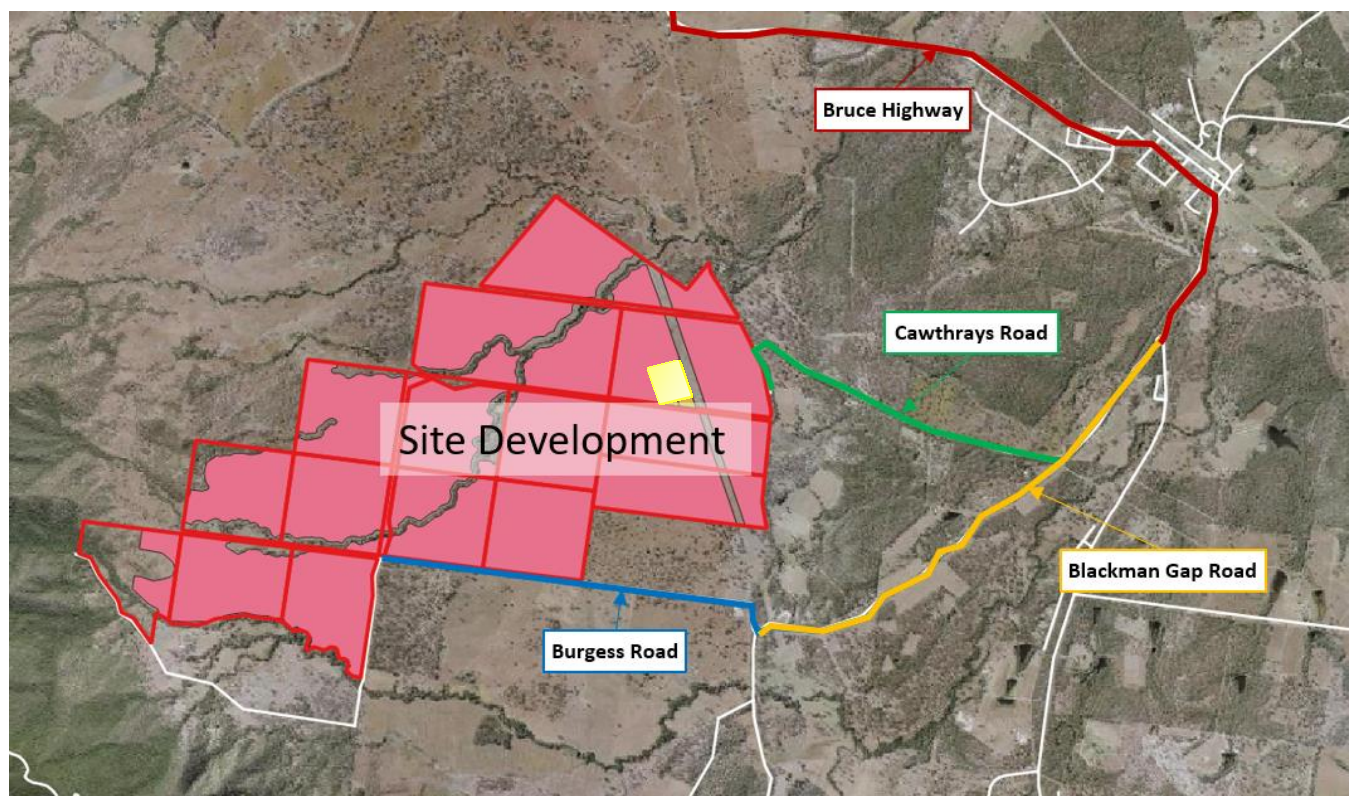 Bruce Highway
Cawthrays Road
Site Development
Blackman Gap Road
Burgess Road